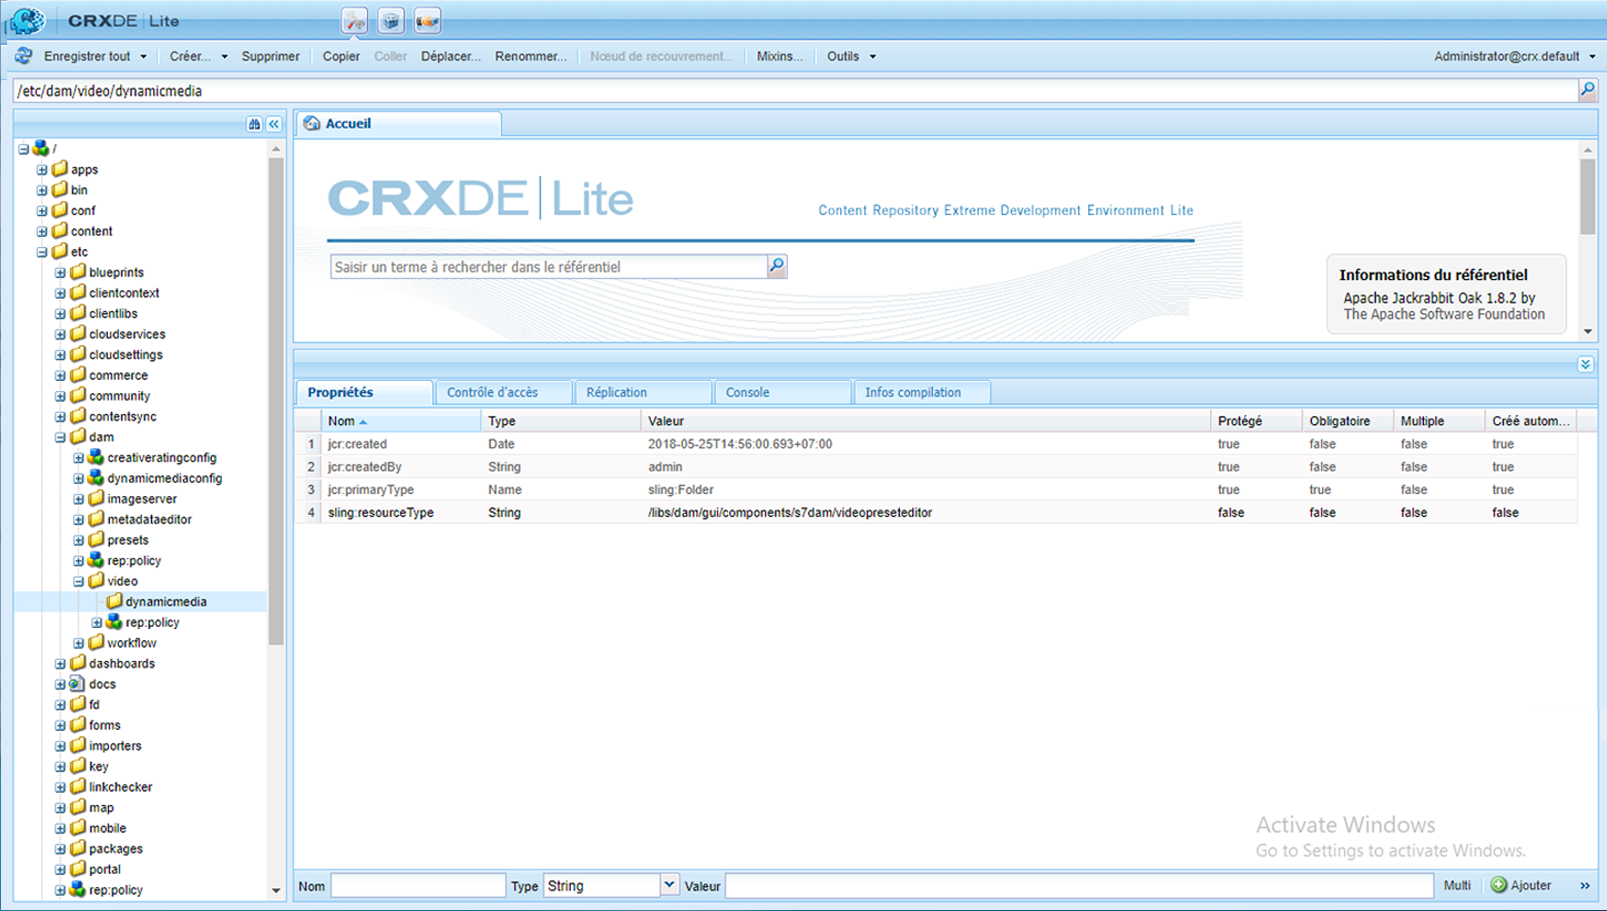 CRXDE | Lite
Enregistrer tout Créer... Supprimer Copier Coller Déplacer... Renommer... Nœud de recouvrement... Mixins... Outils Administrator@crx.default
/etc/dam/video/dynamicmedia
/
apps
bin
conf
content
etc
blueprints
clientcontext
clientlibs
cloudservices
cloudsettings
commerce
community
contentsync
dam
creativeratingconfig
dynamicmediaconfig
imageserver
metadataeditor
presets
rep:policy
video
dynamicmedia
rep:policy
workflow
dashboards
docs
fd
forms
importers
key
linkchecker
map
mobile
packages
portal
rep:policy
Accueil
CRXDE | Lite
Content Repository Extreme Development Environment Lite
Saisir un terme à rechercher dans le référentiel
Informations du référentiel
Apache Jackrabbit Oak 1.8.2 by
The Apache Software Foundation
Propriétés Contrôle d'accès Réplication Console Infos compilation
Nom Type Valeur Protégé Obligatoire Multiple Créé autom...
1 jcr:created Date 2018-05-25T14:56:00.693+07:00 true false false true
2 jcr:createdBy String admin true false false true
3 jcr:primaryType Name sling:Folder true true false true
4 sling:resourceType String /libs/dam/gui/components/s7dam/videopreseteditor false false false false
Activate Windows
Go to Settings to activate Windows.
Nom Type String Valeur Multi Ajouter